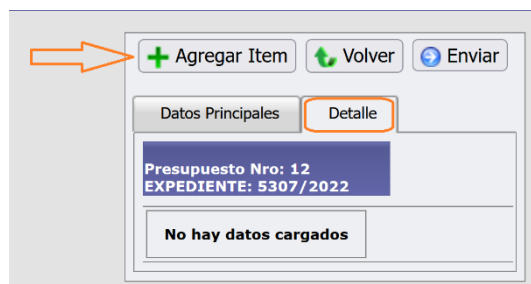 Agregar Item Volver Enviar
Datos Principales Detalle
Presupuesto Nro: 12
EXPEDIENTE: 5307/2022
No hay datos cargados